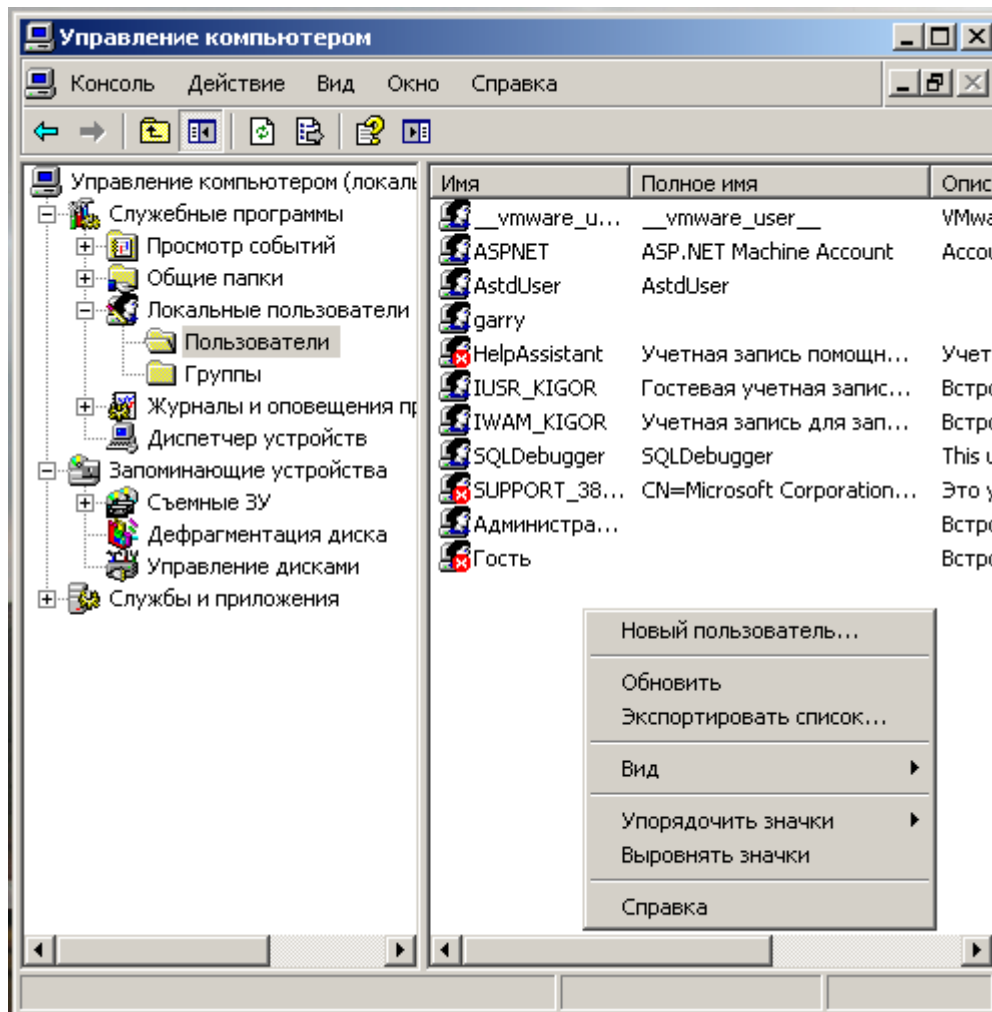 Управление компьютером
Консоль Действие Вид Окно Справка
Управление компьютером (локаль
Служебные программы
Просмотр событий
Общие папки
Локальные пользователи
Пользователи
Группы
Журналы и оповещения пр
Диспетчер устройств
Запоминающие устройства
Съемные ЗУ
Дефрагментация диска
Управление дисками
Службы и приложения
Имя Полное имя Опис
__vmware_u... __vmware_user__ VMwa
ASPNET ASP.NET Machine Account Accou
AstdUser AstdUser
garry
HelpAssistant Учетная запись помощн... Учет
IUSR_KIGOR Гостевая учетная запис... Встро
IWAM_KIGOR Учетная запись для зап... Встро
SQLDebugger SQLDebugger This u
SUPPORT_38... CN=Microsoft Corporation... Это у
Администра... Встро
Гость Встро
Новый пользователь...
Обновить
Экспортировать список...
Вид
Упорядочить значки
Выровнять значки
Справка